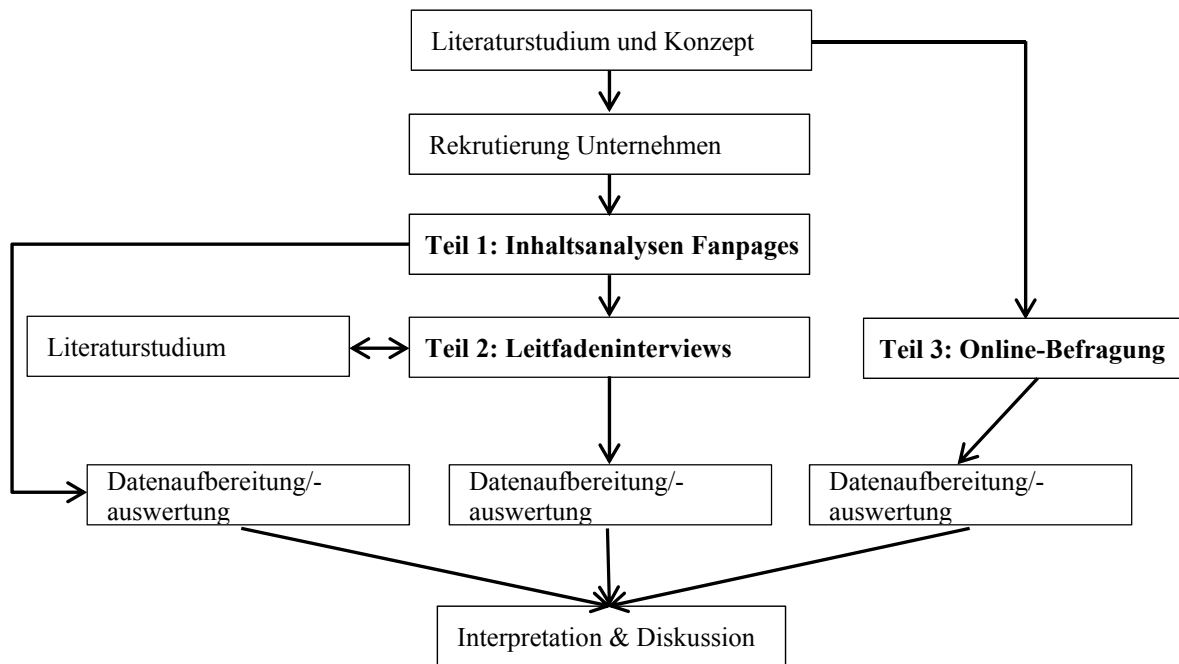 Literaturstudium und Konzept
Rekrutierung Unternehmen
Teil 1: Inhaltsanalysen Fanpages
Literaturstudium
Teil 2: Leitfadeninterviews
Teil 3: Online-Befragung
Datenaufbereitung/-
auswertung
Datenaufbereitung/-
auswertung
Datenaufbereitung/-
auswertung
Interpretation & Diskussion